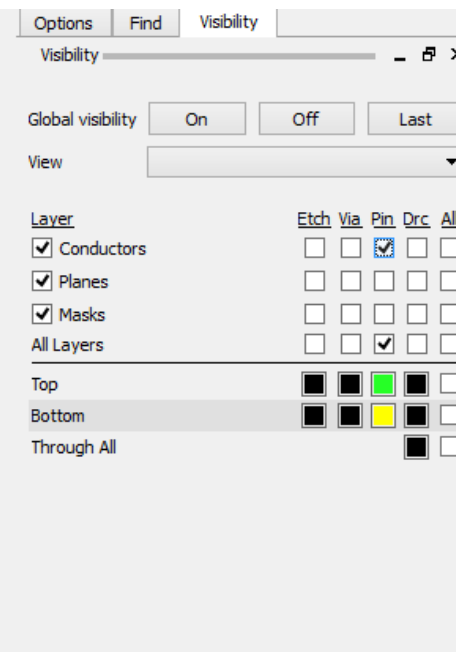 Options Find Visibility
Visibility
Global visibility On Off Last
View
Layer Etch Via Pin Drc All
Conductors
Planes
Masks
All Layers
Top
Bottom
Through All